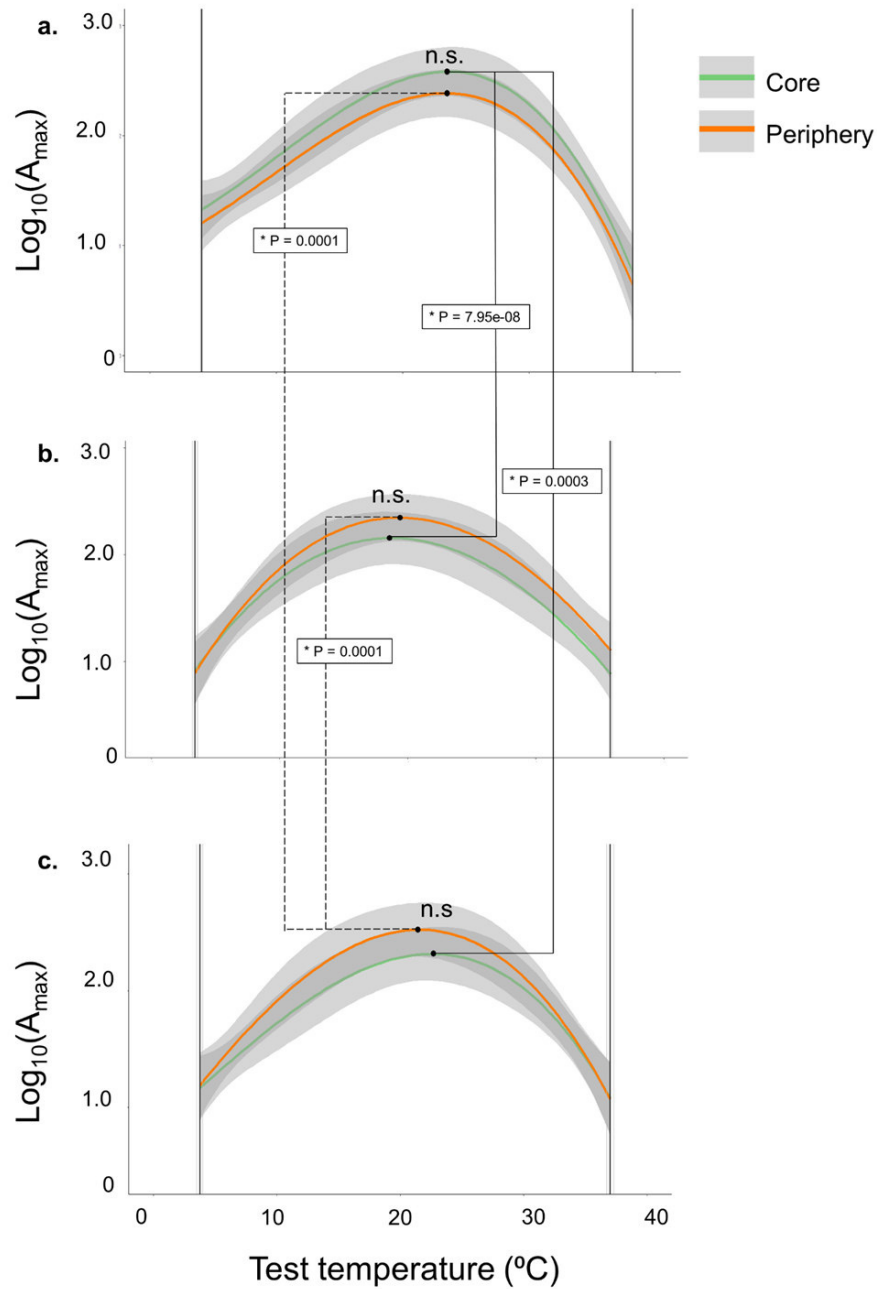 a.
3.0
2.0
1.0
0
Log₁₀(Aₘₐₓ)
n.s.
* P = 0.0001
* P = 7.95e-08
Core
Periphery
b.
3.0
2.0
1.0
0
Log₁₀(Aₘₐₓ)
n.s.
* P = 0.0003
* P = 0.0001
c.
3.0
2.0
1.0
0
Log₁₀(Aₘₐₓ)
n.s
0 10 20 30 40
Test temperature (ºC)